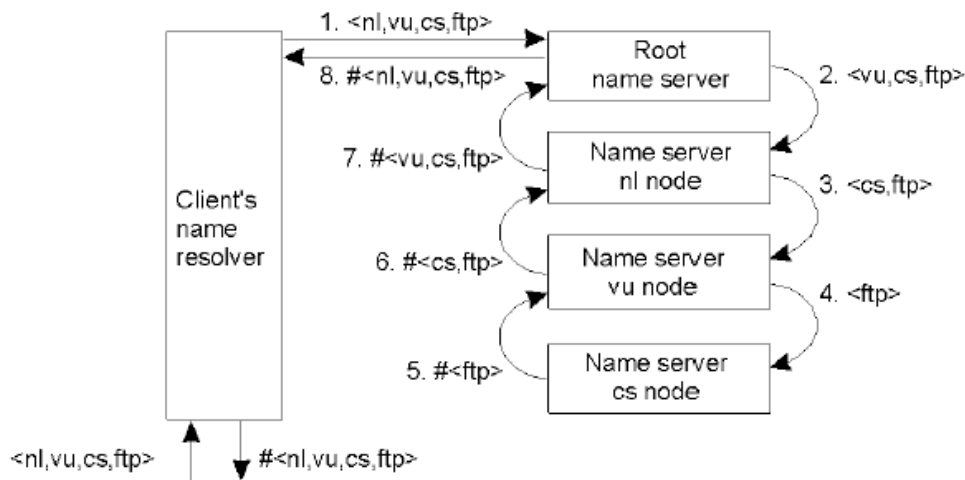 1. <nl,vu,cs,ftp>
8. #<nl,vu,cs,ftp>
Root
name server
2. <vu,cs,ftp>
7. #<vu,cs,ftp>
Name server
nl node
3. <cs,ftp>
Client's
name
resolver
6. #<cs,ftp>
Name server
vu node
4. <ftp>
5. #<ftp>
Name server
cs node
<nl,vu,cs,ftp>
#<nl,vu,cs,ftp>